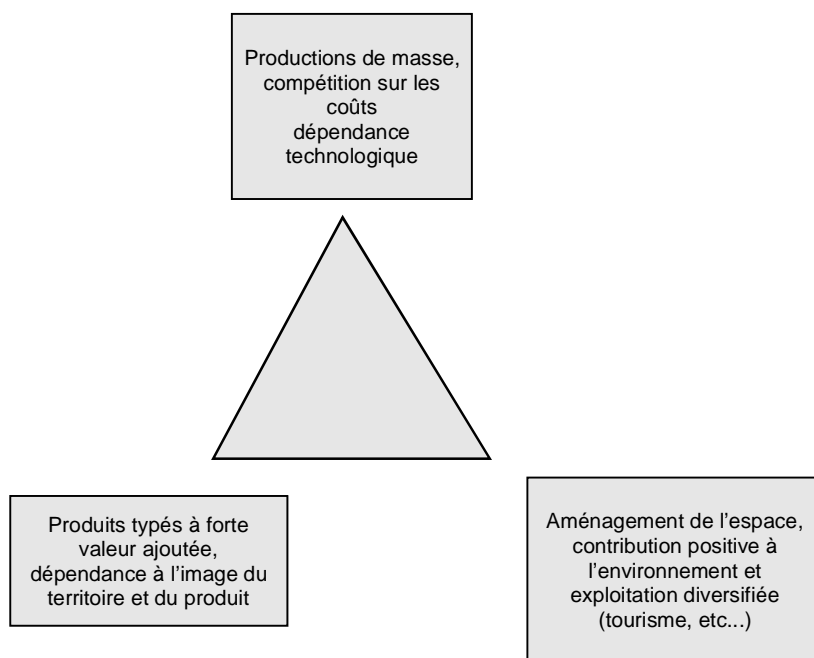 Productions de masse,
compétition sur les
coûts
dépendance
technologique
Produits typés à forte
valeur ajoutée,
dépendance à l'image du
territoire et du produit
Aménagement de l'espace,
contribution positive à
l'environnement et
exploitation diversifiée
(tourisme, etc...)